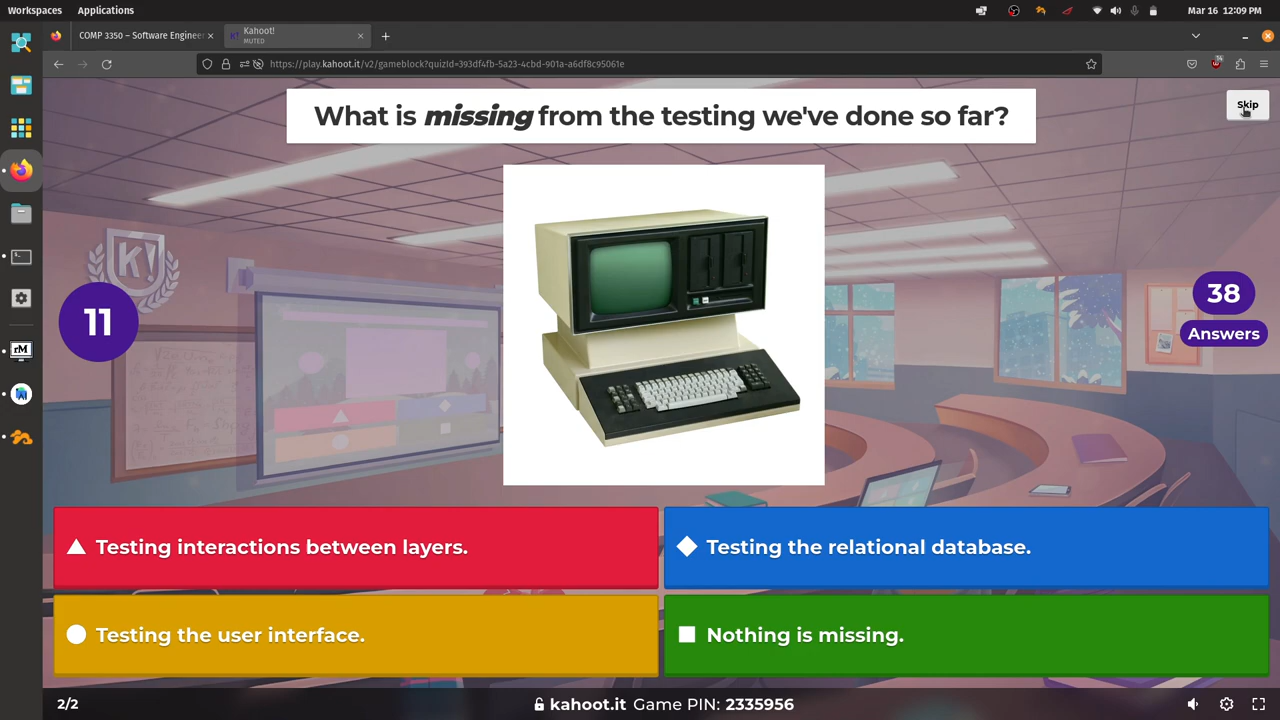 Workspaces Applications Mar 16 12:09 PM
COMP 3350 – Software Engineer × Kahoot! MUTED × +
https://play.kahoot.it/v2/gameblock?quizId=393df4fb-5a23-4cbd-901a-a6df8c95061e
What is missing from the testing we've done so far?
Skip
K!
11
38
Answers
Testing interactions between layers.
Testing the relational database.
Testing the user interface.
Nothing is missing.
2/2
kahoot.it Game PIN: 2335956